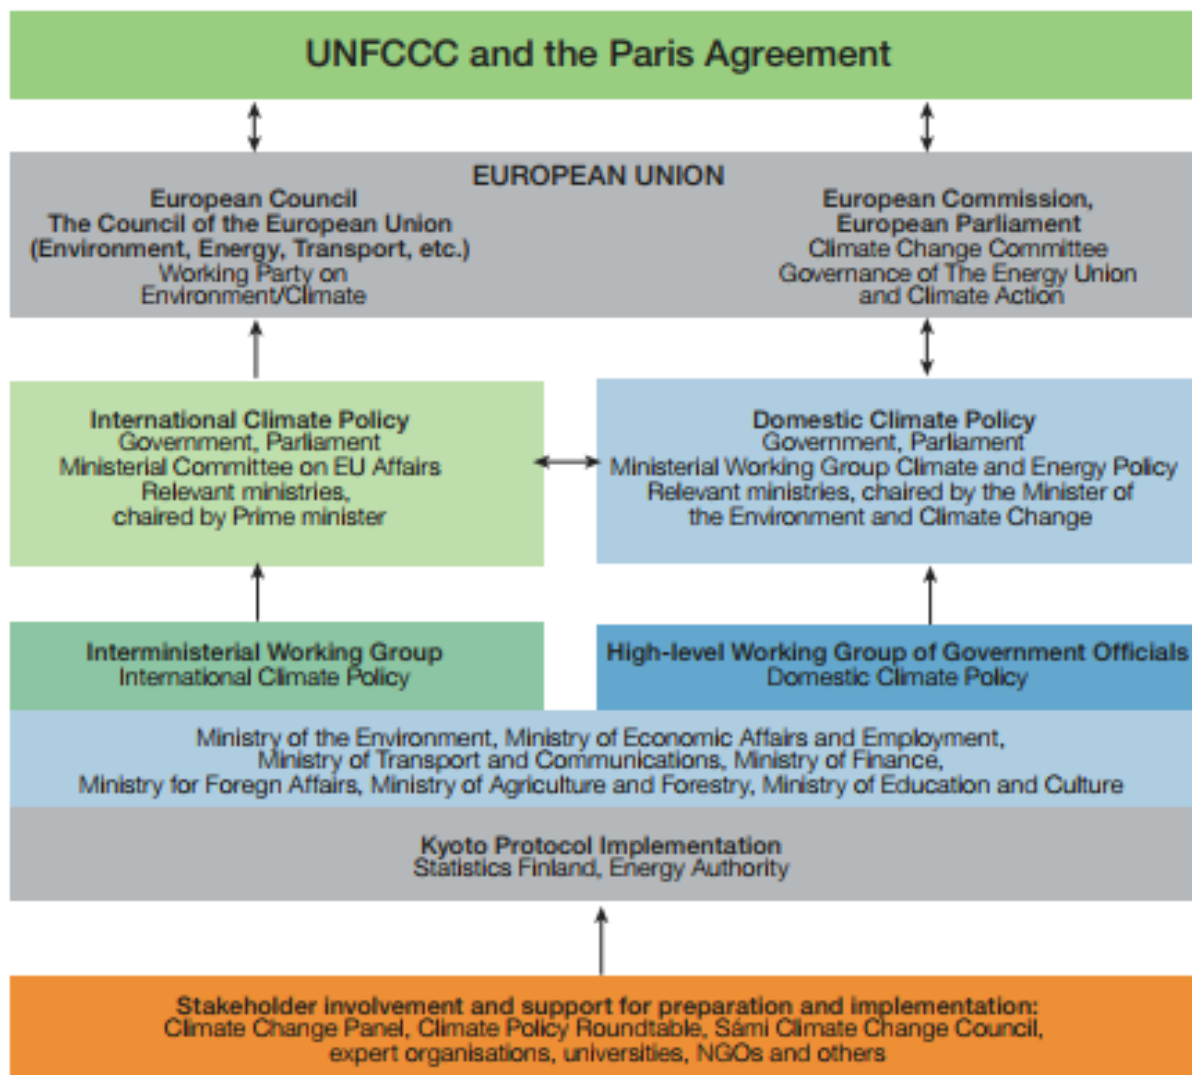 UNFCCC and the Paris Agreement
EUROPEAN UNION
European Council
The Council of the European Union
(Environment, Energy, Transport, etc.)
Working Party on
Environment/Climate
European Commission,
European Parliament
Climate Change Committee
Governance of The Energy Union
and Climate Action
International Climate Policy
Government, Parliament
Ministerial Committee on EU Affairs
Relevant ministries,
chaired by Prime minister
Domestic Climate Policy
Government, Parliament
Ministerial Working Group Climate and Energy Policy
Relevant ministries, chaired by the Minister of
the Environment and Climate Change
Interministerial Working Group
International Climate Policy
High-level Working Group of Government Officials
Domestic Climate Policy
Ministry of the Environment, Ministry of Economic Affairs and Employment,
Ministry of Transport and Communications, Ministry of Finance,
Ministry for Foregn Affairs, Ministry of Agriculture and Forestry, Ministry of Education and Culture
Kyoto Protocol Implementation
Statistics Finland, Energy Authority
Stakeholder involvement and support for preparation and implementation:
Climate Change Panel, Climate Policy Roundtable, Sámi Climate Change Council,
expert organisations, universities, NGOs and others